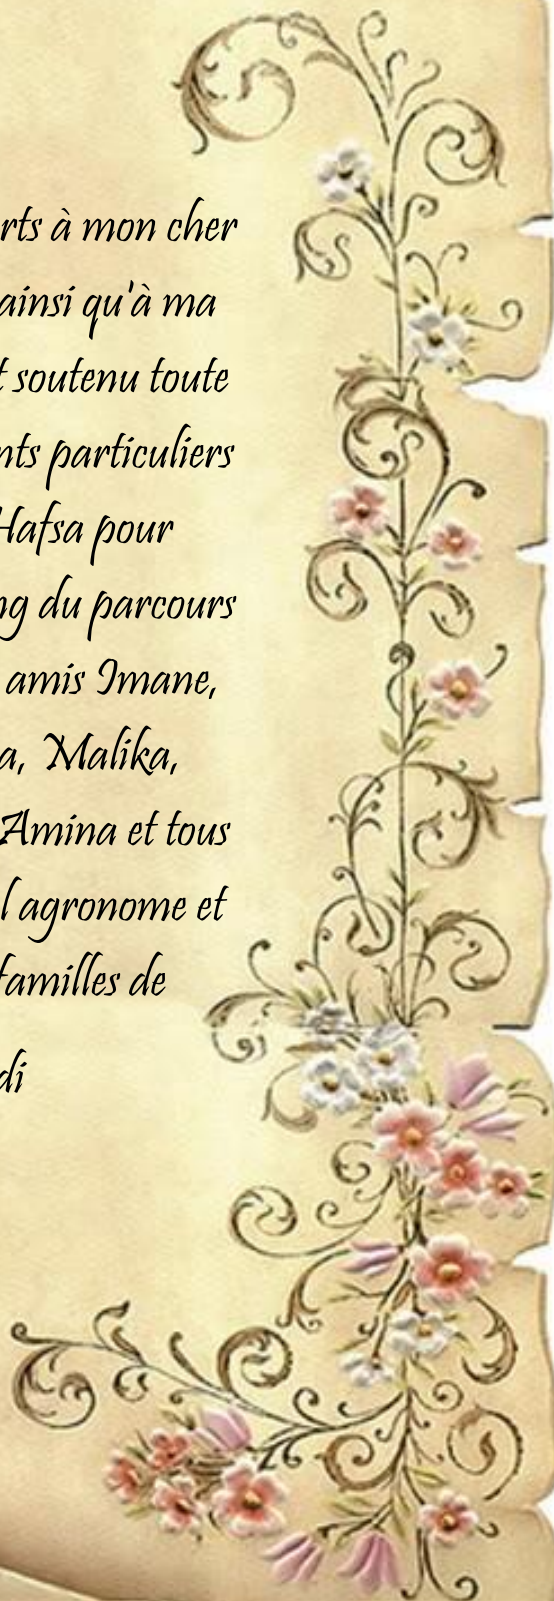 rts à mon cher
ainsi qu'à ma
t soutenu toute
nts particuliers
Hafsa pour
ng du parcours
amis Imane,
a, Malika,
Amina et tous
l agronome et
familles de
di